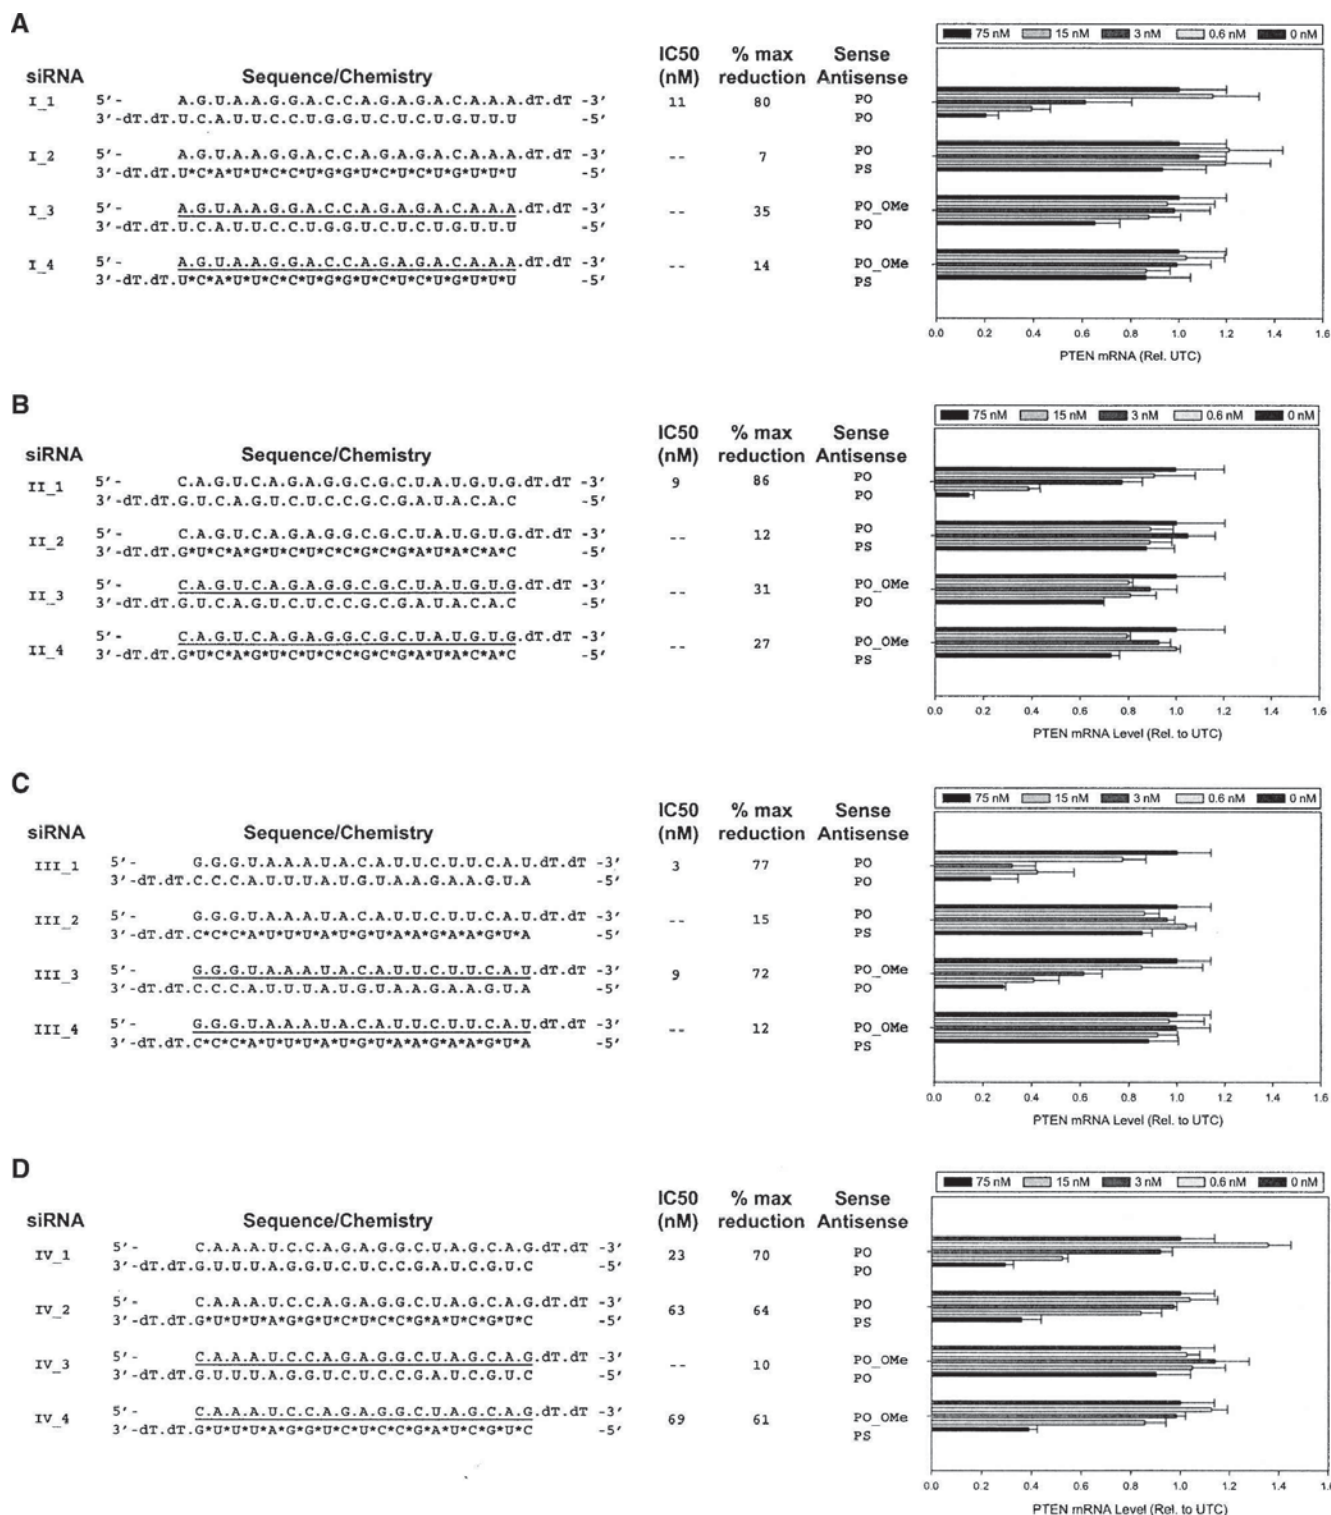 A
siRNA Sequence/Chemistry IC50 (nM) % max reduction Sense Antisense
I_1 5'- A.G.U.A.A.G.G.A.C.C.A.G.A.G.A.C.A.A.A.dT.dT -3' 11 80 PO
3'-dT.dT.U.C.A.U.U.C.C.U.G.G.U.C.U.C.U.G.U.U.U -5' PO
I_2 5'- A.G.U.A.A.G.G.A.C.C.A.G.A.G.A.C.A.A.A.dT.dT -3' -- 7 PO
3'-dT.dT.U*C*A*U*U*C*C*U*G*G*U*C*U*C*U*G*U*U*U -5' PS
I_3 5'- A.G.U.A.A.G.G.A.C.C.A.G.A.G.A.C.A.A.A.dT.dT -3' -- 35 PO_OMe
3'-dT.dT.U.C.A.U.U.C.C.U.G.G.U.C.U.C.U.G.U.U.U -5' PO
I_4 5'- A.G.U.A.A.G.G.A.C.C.A.G.A.G.A.C.A.A.A.dT.dT -3' -- 14 PO_OMe
3'-dT.dT.U*C*A*U*U*C*C*U*G*G*U*C*U*C*U*G*U*U*U -5' PS
75 nM 15 nM 3 nM 0.6 nM 0 nM
0.0 0.2 0.4 0.6 0.8 1.0 1.2 1.4 1.6
PTEN mRNA (Rel. UTC)
B
siRNA Sequence/Chemistry IC50 (nM) % max reduction Sense Antisense
II_1 5'- C.A.G.U.C.A.G.A.G.G.C.G.C.U.A.U.G.U.G.dT.dT -3' 9 86 PO
3'-dT.dT.G.U.C.A.G.U.C.U.C.C.G.C.G.A.U.A.C.A.C -5' PO
II_2 5'- C.A.G.U.C.A.G.A.G.G.C.G.C.U.A.U.G.U.G.dT.dT -3' -- 12 PO
3'-dT.dT.G*U*C*A*G*U*C*U*C*C*G*C*G*A*U*A*C*A*C -5' PS
II_3 5'- C.A.G.U.C.A.G.A.G.G.C.G.C.U.A.U.G.U.G.dT.dT -3' -- 31 PO_OMe
3'-dT.dT.G.U.C.A.G.U.C.U.C.C.G.C.G.A.U.A.C.A.C -5' PO
II_4 5'- C.A.G.U.C.A.G.A.G.G.C.G.C.U.A.U.G.U.G.dT.dT -3' -- 27 PO_OMe
3'-dT.dT.G*U*C*A*G*U*C*U*C*C*G*C*G*A*U*A*C*A*C -5' PS
75 nM 15 nM 3 nM 0.6 nM 0 nM
0.0 0.2 0.4 0.6 0.8 1.0 1.2 1.4 1.6
PTEN mRNA Level (Rel. to UTC)
C
siRNA Sequence/Chemistry IC50 (nM) % max reduction Sense Antisense
III_1 5'- G.G.G.U.A.A.A.U.A.C.A.U.U.C.U.U.C.A.U.dT.dT -3' 3 77 PO
3'-dT.dT.C.C.C.A.U.U.U.A.U.G.U.A.A.G.A.A.G.U.A -5' PO
III_2 5'- G.G.G.U.A.A.A.U.A.C.A.U.U.C.U.U.C.A.U.dT.dT -3' -- 15 PO
3'-dT.dT.C*C*C*A*U*U*U*A*U*G*U*A*A*G*A*A*G*U*A -5' PS
III_3 5'- G.G.G.U.A.A.A.U.A.C.A.U.U.C.U.U.C.A.U.dT.dT -3' 9 72 PO_OMe
3'-dT.dT.C.C.C.A.U.U.U.A.U.G.U.A.A.G.A.A.G.U.A -5' PO
III_4 5'- G.G.G.U.A.A.A.U.A.C.A.U.U.C.U.U.C.A.U.dT.dT -3' -- 12 PO_OMe
3'-dT.dT.C*C*C*A*U*U*U*A*U*G*U*A*A*G*A*A*G*U*A -5' PS
75 nM 15 nM 3 nM 0.6 nM 0 nM
0.0 0.2 0.4 0.6 0.8 1.0 1.2 1.4 1.6
PTEN mRNA Level (Rel. to UTC)
D
siRNA Sequence/Chemistry IC50 (nM) % max reduction Sense Antisense
IV_1 5'- C.A.A.A.U.C.C.A.G.A.G.G.C.U.A.G.C.A.G.dT.dT -3' 23 70 PO
3'-dT.dT.G.U.U.U.A.G.G.U.C.U.C.C.G.A.U.C.G.U.C -5' PO
IV_2 5'- C.A.A.A.U.C.C.A.G.A.G.G.C.U.A.G.C.A.G.dT.dT -3' 63 64 PO
3'-dT.dT.G*U*U*U*A*G*G*U*C*U*C*C*G*A*U*C*G*U*C -5' PS
IV_3 5'- C.A.A.A.U.C.C.A.G.A.G.G.C.U.A.G.C.A.G.dT.dT -3' -- 10 PO_OMe
3'-dT.dT.G.U.U.U.A.G.G.U.C.U.C.C.G.A.U.C.G.U.C -5' PO
IV_4 5'- C.A.A.A.U.C.C.A.G.A.G.G.C.U.A.G.C.A.G.dT.dT -3' 69 61 PO_OMe
3'-dT.dT.G*U*U*U*A*G*G*U*C*U*C*C*G*A*U*C*G*U*C -5' PS
75 nM 15 nM 3 nM 0.6 nM 0 nM
0.0 0.2 0.4 0.6 0.8 1.0 1.2 1.4 1.6
PTEN mRNA Level (Rel. to UTC)